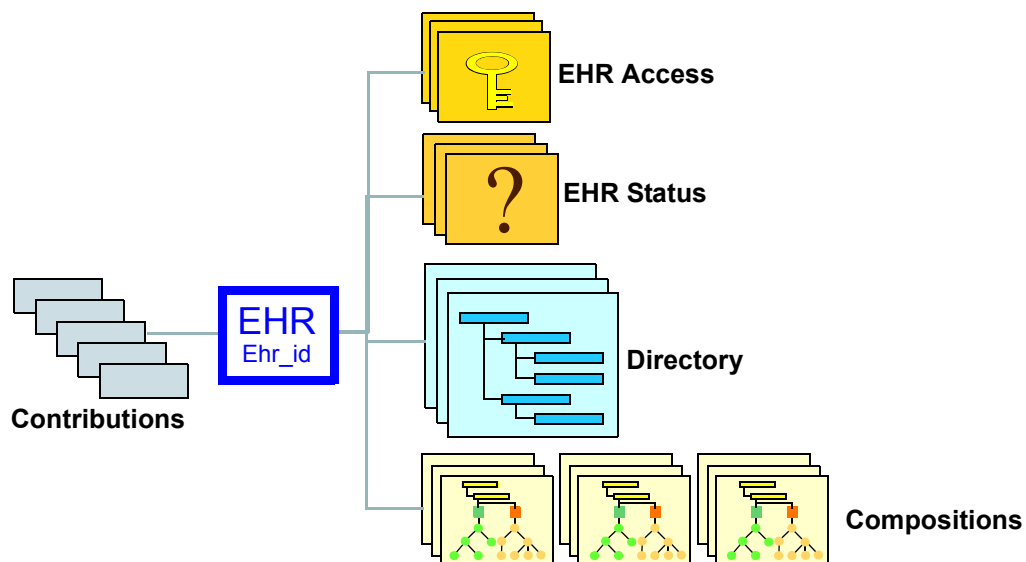 EHR Access
?
EHR Status
EHR
Ehr_id
Directory
Contributions
Compositions